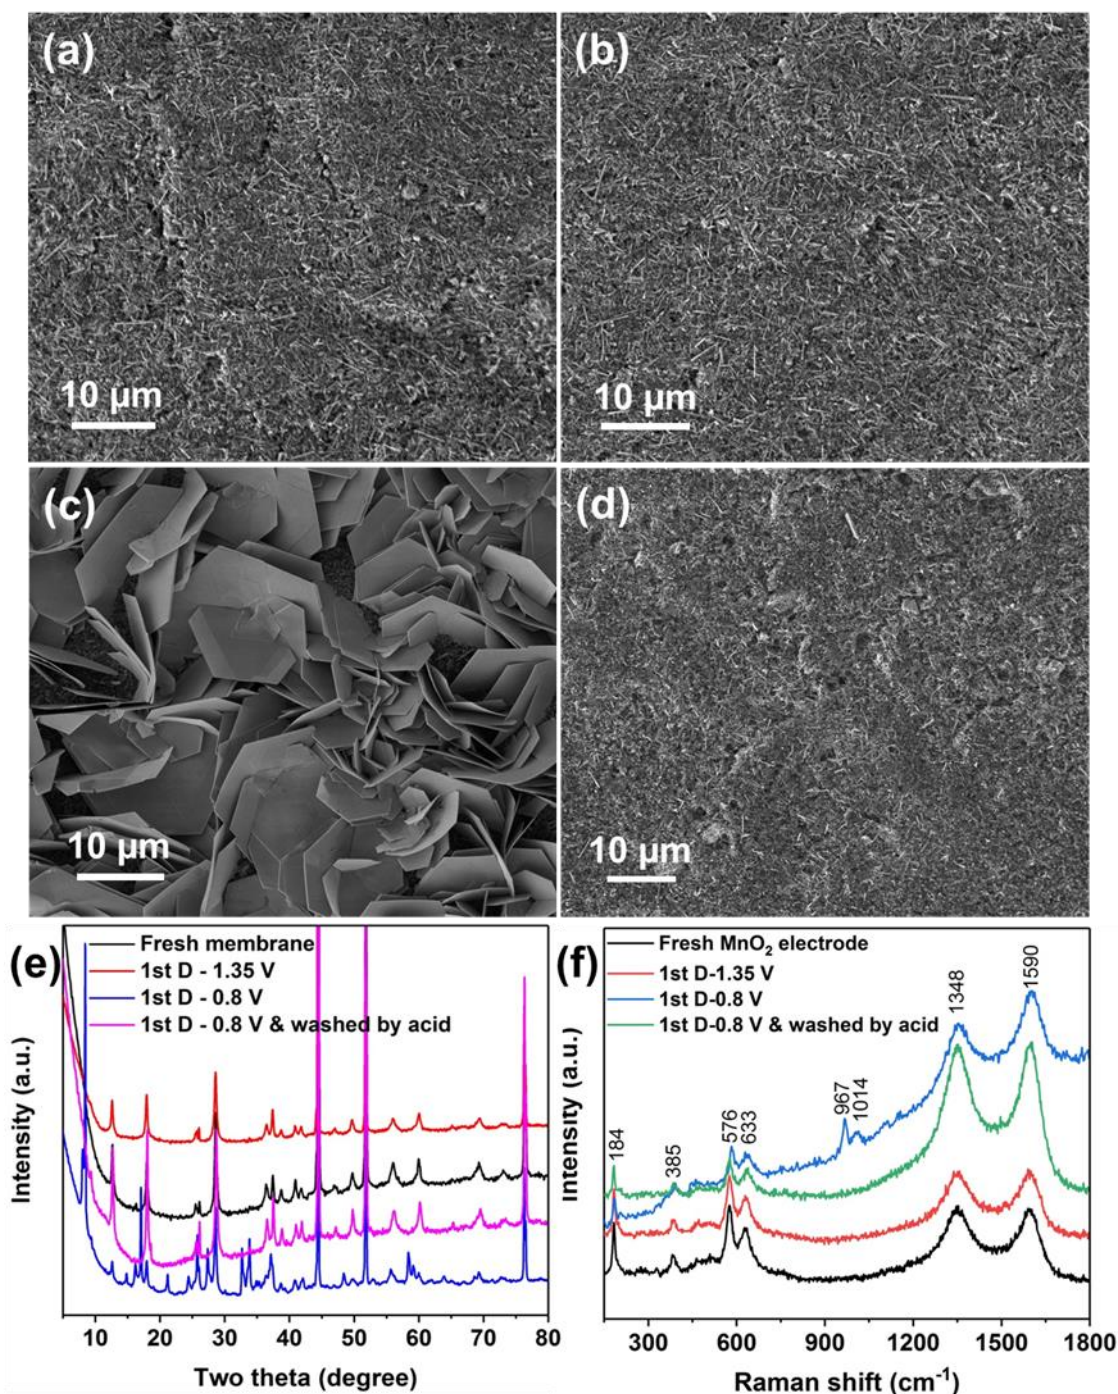 (a)
10 µm
(b)
10 µm
(c)
10 µm
(d)
10 µm
(e)
Fresh membrane
1st D - 1.35 V
1st D - 0.8 V
1st D - 0.8 V & washed by acid
Intensity (a.u.)
10 20 30 40 50 60 70 80
Two theta (degree)
(f)
Fresh MnO₂ electrode
1st D-1.35 V
1st D-0.8 V
1st D-0.8 V & washed by acid
184
385
576
633
967
1014
1348
1590
Intensity (a.u.)
300 600 900 1200 1500 1800
Raman shift (cm⁻¹)